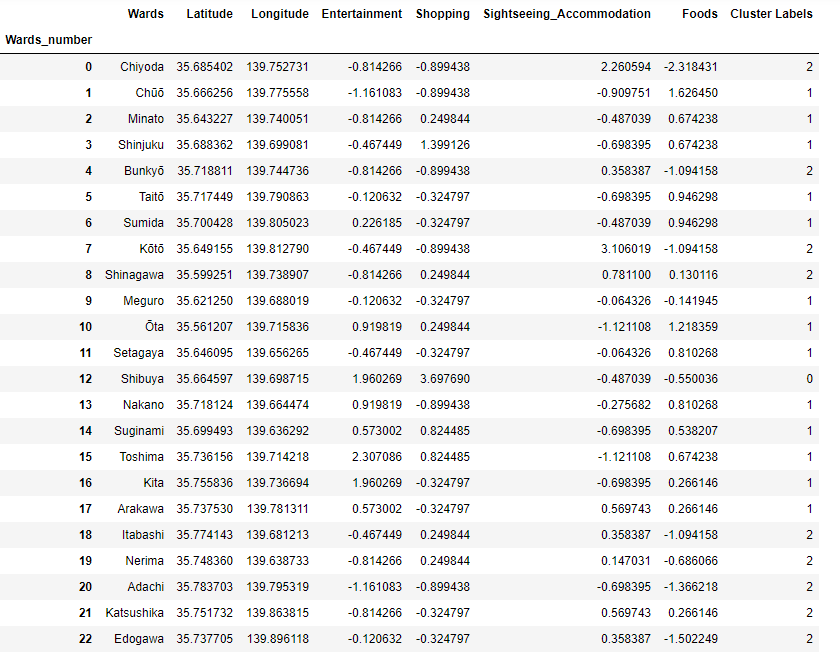 Wards Latitude Longitude Entertainment Shopping Sightseeing_Accommodation Foods Cluster Labels
Wards_number
0 Chiyoda 35.685402 139.752731 -0.814266 -0.899438 2.260594 -2.318431 2
1 Chūō 35.666256 139.775558 -1.161083 -0.899438 -0.909751 1.626450 1
2 Minato 35.643227 139.740051 -0.814266 0.249844 -0.487039 0.674238 1
3 Shinjuku 35.688362 139.699081 -0.467449 1.399126 -0.698395 0.674238 1
4 Bunkyō 35.718811 139.744736 -0.814266 -0.899438 0.358387 -1.094158 2
5 Taitō 35.717449 139.790863 -0.120632 -0.324797 -0.698395 0.946298 1
6 Sumida 35.700428 139.805023 0.226185 -0.324797 -0.487039 0.946298 1
7 Kōtō 35.649155 139.812790 -0.467449 -0.899438 3.106019 -1.094158 2
8 Shinagawa 35.599251 139.738907 -0.814266 0.249844 0.781100 0.130116 2
9 Meguro 35.621250 139.688019 -0.120632 -0.324797 -0.064326 -0.141945 1
10 Ōta 35.561207 139.715836 0.919819 0.249844 -1.121108 1.218359 1
11 Setagaya 35.646095 139.656265 -0.467449 -0.324797 -0.064326 0.810268 1
12 Shibuya 35.664597 139.698715 1.960269 3.697690 -0.487039 -0.550036 0
13 Nakano 35.718124 139.664474 0.919819 -0.899438 -0.275682 0.810268 1
14 Suginami 35.699493 139.636292 0.573002 0.824485 -0.698395 0.538207 1
15 Toshima 35.736156 139.714218 2.307086 0.824485 -1.121108 0.674238 1
16 Kita 35.755836 139.736694 1.960269 -0.324797 -0.698395 0.266146 1
17 Arakawa 35.737530 139.781311 0.573002 -0.324797 0.569743 0.266146 1
18 Itabashi 35.774143 139.681213 -0.467449 0.249844 0.358387 -1.094158 2
19 Nerima 35.748360 139.638733 -0.814266 0.249844 0.147031 -0.686066 2
20 Adachi 35.783703 139.795319 -1.161083 -0.899438 -0.698395 -1.366218 2
21 Katsushika 35.751732 139.863815 -0.814266 -0.324797 0.569743 0.266146 2
22 Edogawa 35.737705 139.896118 -0.120632 -0.324797 0.358387 -1.502249 2